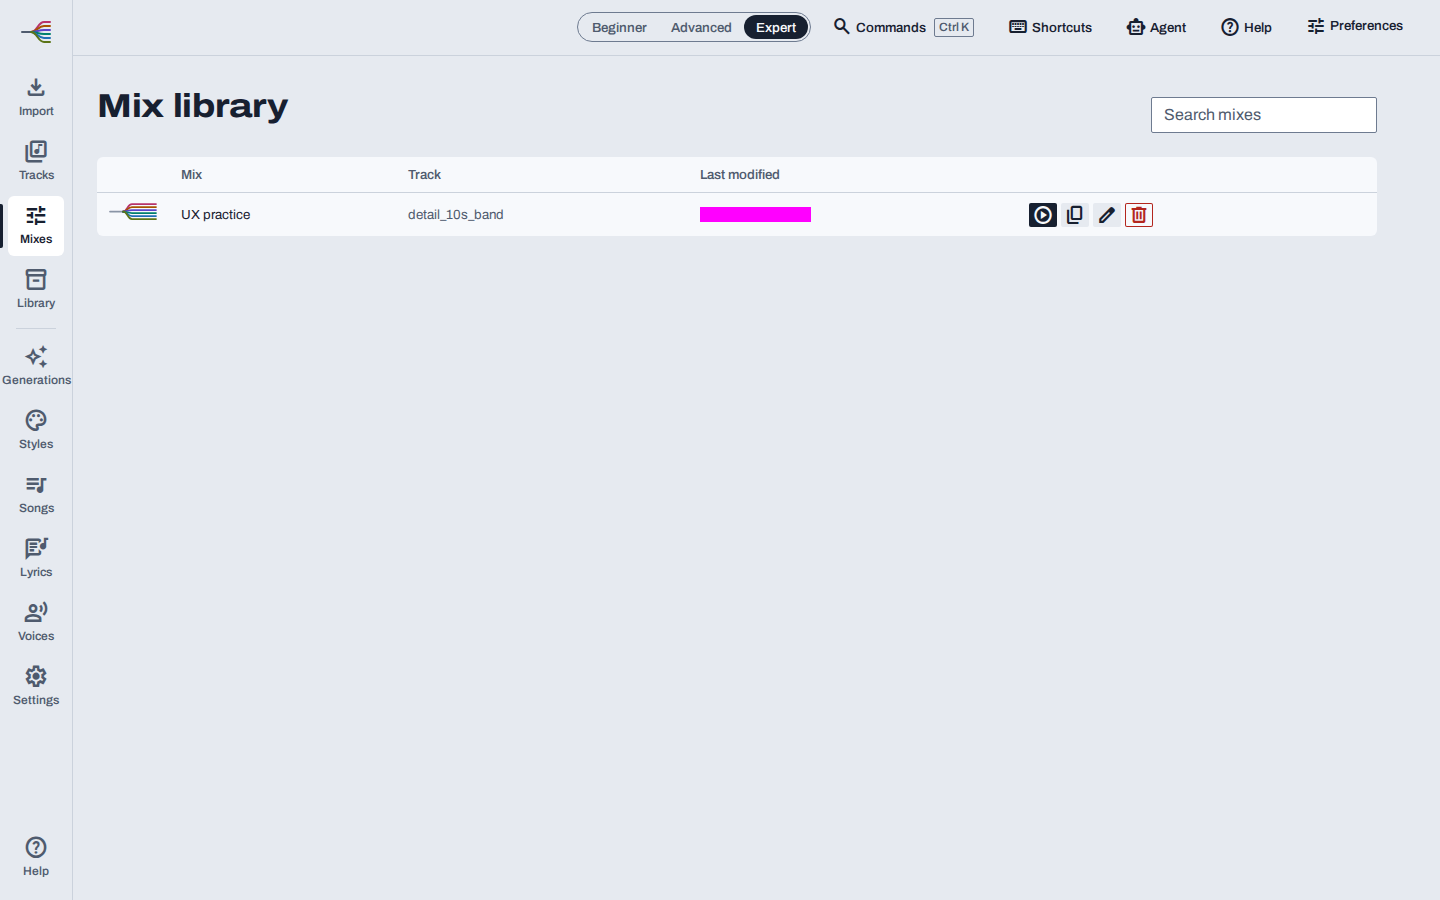 Beginner Advanced Expert Commands Ctrl K Shortcuts Agent Help Preferences
Import
Tracks
Mixes
Library
Generations
Styles
Songs
Lyrics
Voices
Settings
Help
Mix library
Search mixes
Mix Track Last modified
UX practice detail_10s_band